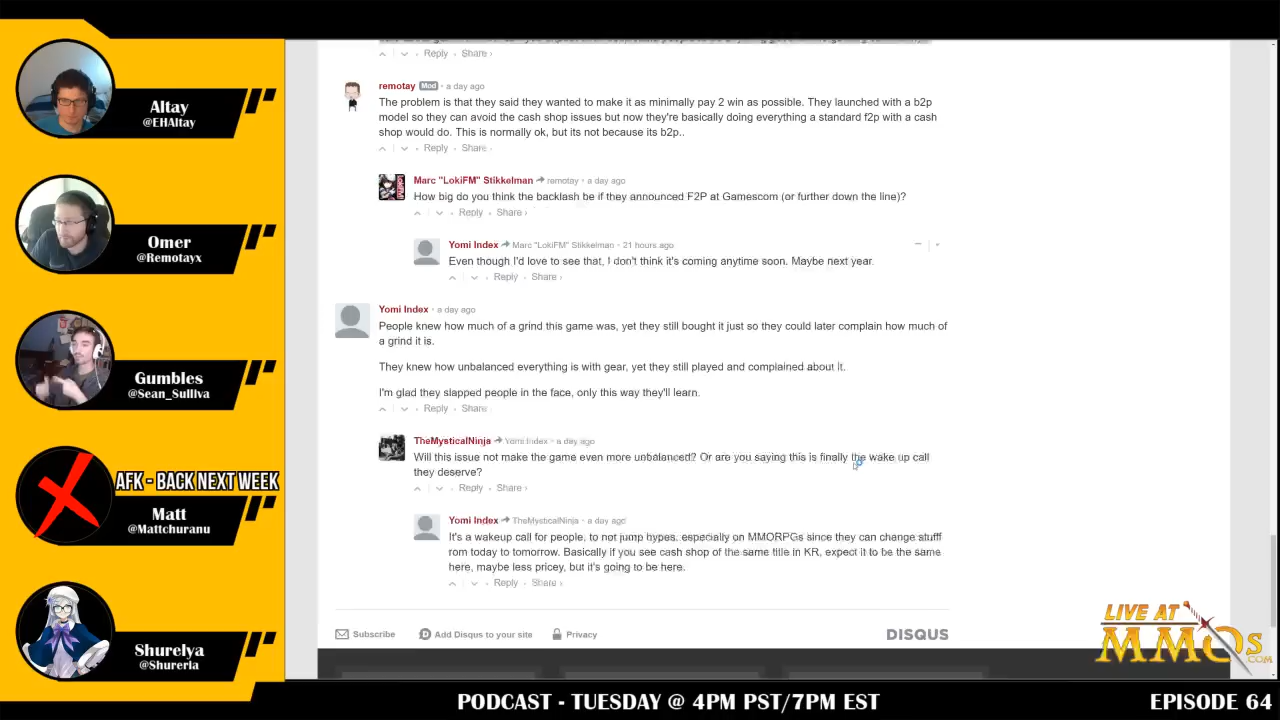 Altay
@EHAltay
Omer
@Remotayx
Gumbles
@Sean_Sulliva
AFK - BACK NEXT WEEK
Matt
@Mattchuranu
Shurelya
@Shureria
Reply • Share ›
remotay Mod • a day ago
The problem is that they said they wanted to make it as minimally pay 2 win as possible. They launched with a b2p
model so they can avoid the cash shop issues but now they're basically doing everything a standard f2p with a cash
shop would do. This is normally ok, but its not because its b2p..
• Reply • Share ›
Marc "LokiFM" Stikkelman remotay • a day ago
How big do you think the backlash be if they announced F2P at Gamescom (or further down the line)?
• Reply • Share ›
Yomi Index Marc "LokiFM" Stikkelman • 21 hours ago
Even though I'd love to see that, I don't think it's coming anytime soon. Maybe next year.
• Reply • Share ›
Yomi Index • a day ago
People knew how much of a grind this game was, yet they still bought it just so they could later complain how much of
a grind it is.
They knew how unbalanced everything is with gear, yet they still played and complained about it.
I'm glad they slapped people in the face, only this way they'll learn.
• Reply • Share ›
TheMysticalNinja Yomi Index • a day ago
Will this issue not make the game even more unbalanced? Or are you saying this is finally the wake up call
they deserve?
• Reply • Share ›
Yomi Index TheMysticalNinja • a day ago
It's a wakeup call for people, to not jump hypes, especially on MMORPGs since they can change stufff
rom today to tomorrow. Basically if you see cash shop of the same title in KR, expect it to be the same
here, maybe less pricey, but it's going to be here.
• Reply • Share ›
Subscribe Add Disqus to your site Privacy DISQUS
LIVE AT
MMOs
.COM
PODCAST - TUESDAY @ 4PM PST/7PM EST
EPISODE 64